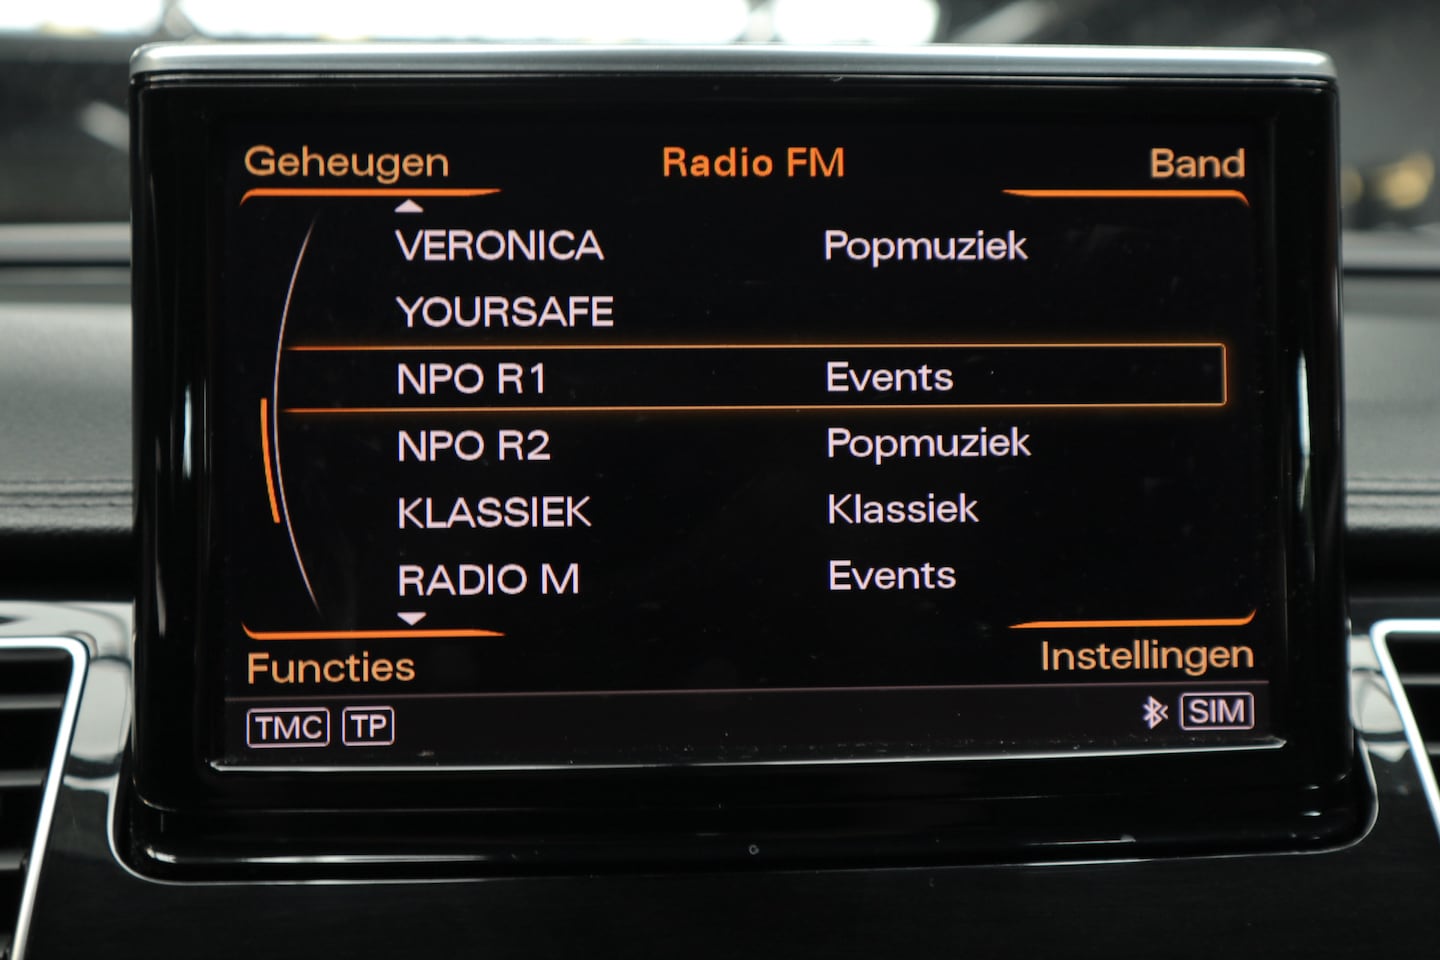 Geheugen Radio FM Band
VERONICA Popmuziek
YOURSAFE
NPO R1 Events
NPO R2 Popmuziek
KLASSIEK Klassiek
RADIO M Events
Functies Instellingen
TMC TP SIM